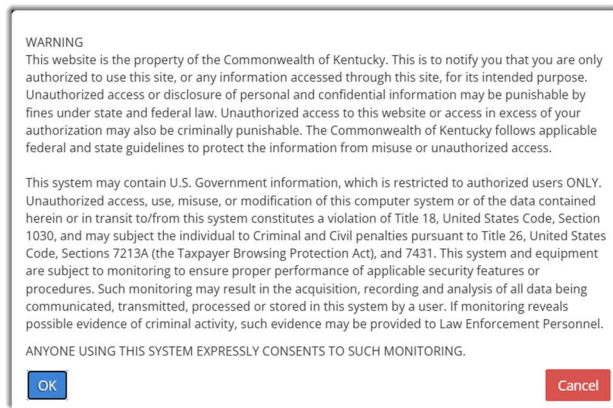 WARNING
This website is the property of the Commonwealth of Kentucky. This is to notify you that you are only
authorized to use this site, or any information accessed through this site, for its intended purpose.
Unauthorized access or disclosure of personal and confidential information may be punishable by
fines under state and federal law. Unauthorized access to this website or access in excess of your
authorization may also be criminally punishable. The Commonwealth of Kentucky follows applicable
federal and state guidelines to protect the information from misuse or unauthorized access.
This system may contain U.S. Government information, which is restricted to authorized users ONLY.
Unauthorized access, use, misuse, or modification of this computer system or of the data contained
herein or in transit to/from this system constitutes a violation of Title 18, United States Code, Section
1030, and may subject the individual to Criminal and Civil penalties pursuant to Title 26, United States
Code, Sections 7213A (the Taxpayer Browsing Protection Act), and 7431. This system and equipment
are subject to monitoring to ensure proper performance of applicable security features or
procedures. Such monitoring may result in the acquisition, recording and analysis of all data being
communicated, transmitted, processed or stored in this system by a user. If monitoring reveals
possible evidence of criminal activity, such evidence may be provided to Law Enforcement Personnel.
ANYONE USING THIS SYSTEM EXPRESSLY CONSENTS TO SUCH MONITORING.
OK
Cancel